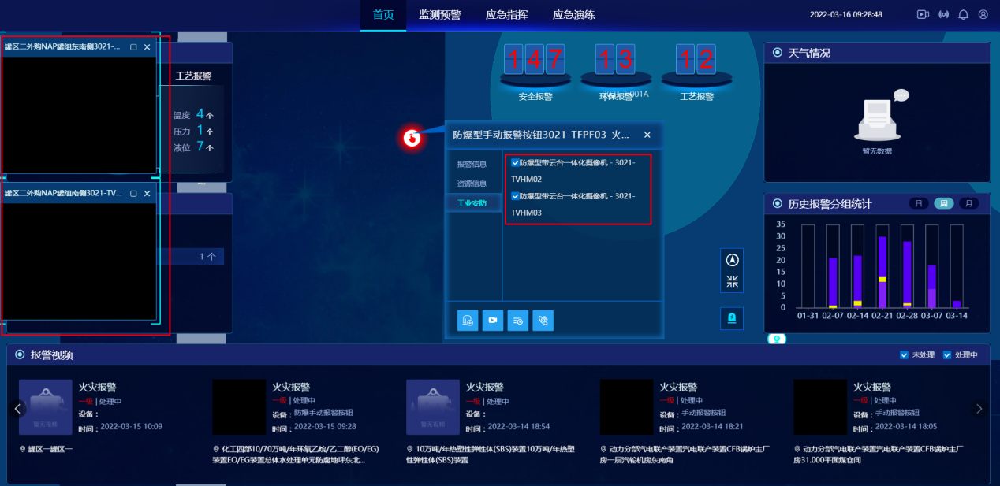 首页 监测预警 应急指挥 应急演练 2022-03-16 09:28:48
罐区二外购NAP罐组东南侧3021-...
工艺报警
温度 4个
压力 1个
液位 7个
罐区二外购NAP罐组南侧3021-TV...
1 个
147 13 12
安全报警 环保报警 工艺报警
防爆型手动报警按钮3021-TFPF03-火...
报警信息
资源信息
工业安防
防爆型带云台一体化摄像机 - 3021-
TVHM02
防爆型带云台一体化摄像机 - 3021-
TVHM03
天气情况
暂无数据
历史报警分组统计 日 周 月
35
30
25
20
15
10
5
0
01-31 02-07 02-14 02-21 02-28 03-07 03-14
报警视频 未处理 处理中
暂无视频
火灾报警
一级 | 处理中
设备：
时间：2022-03-15 10:09
罐区一罐区一
火灾报警
一级 | 处理中
设备：防爆手动报警按钮
时间：2022-03-15 09:28
化工四部10/70万吨/年环氧乙烷/乙二醇(EO/EG)
装置EO/EG装置总体水处理单元防腐地坪东北...
暂无视频
火灾报警
一级 | 处理中
设备：
时间：2022-03-14 18:54
10万吨/年热塑性弹性体(SBS)装置10万吨/年热塑
性弹性体(SBS)装置
火灾报警
一级 | 处理中
设备：手动报警按钮
时间：2022-03-14 18:21
动力分部汽电联产装置汽电联产装置CFB锅炉主厂
房一层汽轮机房东南角
火灾报警
一级 | 处理中
设备：手动报警按钮
时间：2022-03-14 18:05
动力分部汽电联产装置汽电联产装置CFB锅炉主厂
房31.000平面煤仓间